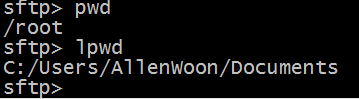 sftp> pwd
/root
sftp> lpwd
C:/Users/AllenWoon/Documents
sftp>